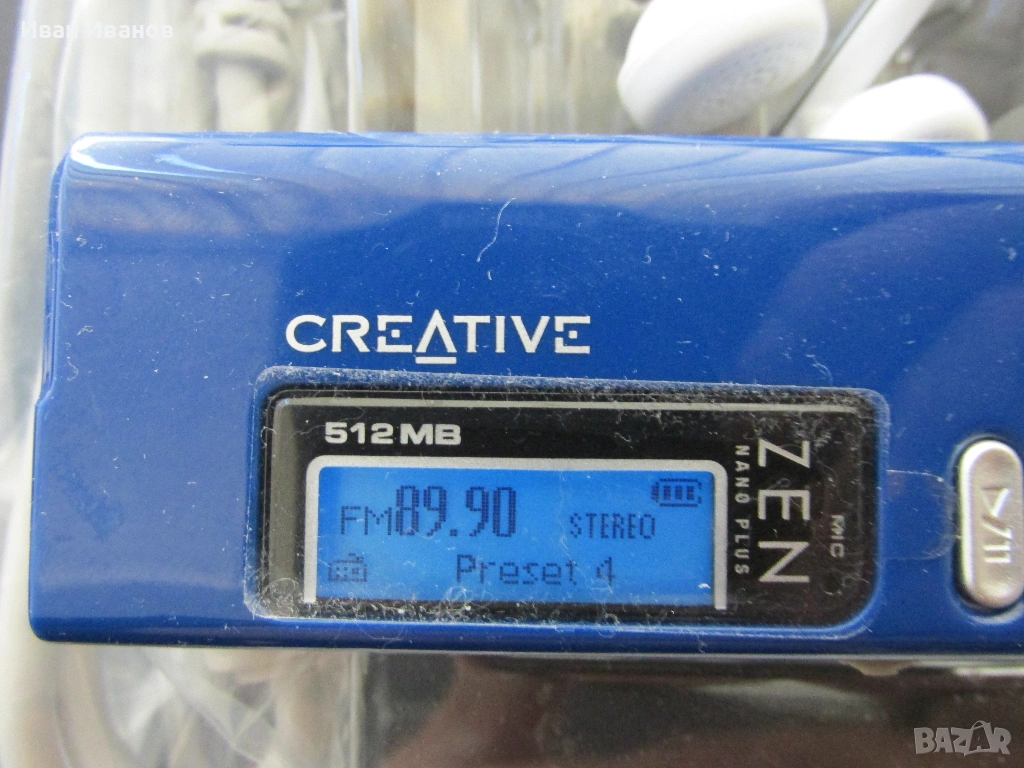 Иван Иванов
CREATIVE
512MB
FM89.90 STEREO
Preset 4
ZEN
NANO PLUS
MIC
BAZAR